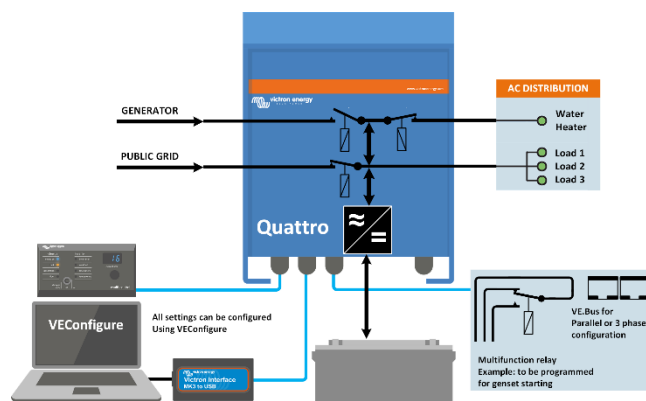 victron energy
GENERATOR
PUBLIC GRID
Quattro
AC DISTRIBUTION
Water
Heater
Load 1
Load 2
Load 3
16
VEConfigure
All settings can be configured
Using VEConfigure
Victron Interface
MK3 to USB
VE.Bus for
Parallel or 3 phase
configuration
Multifunction relay
Example: to be programmed
for genset starting